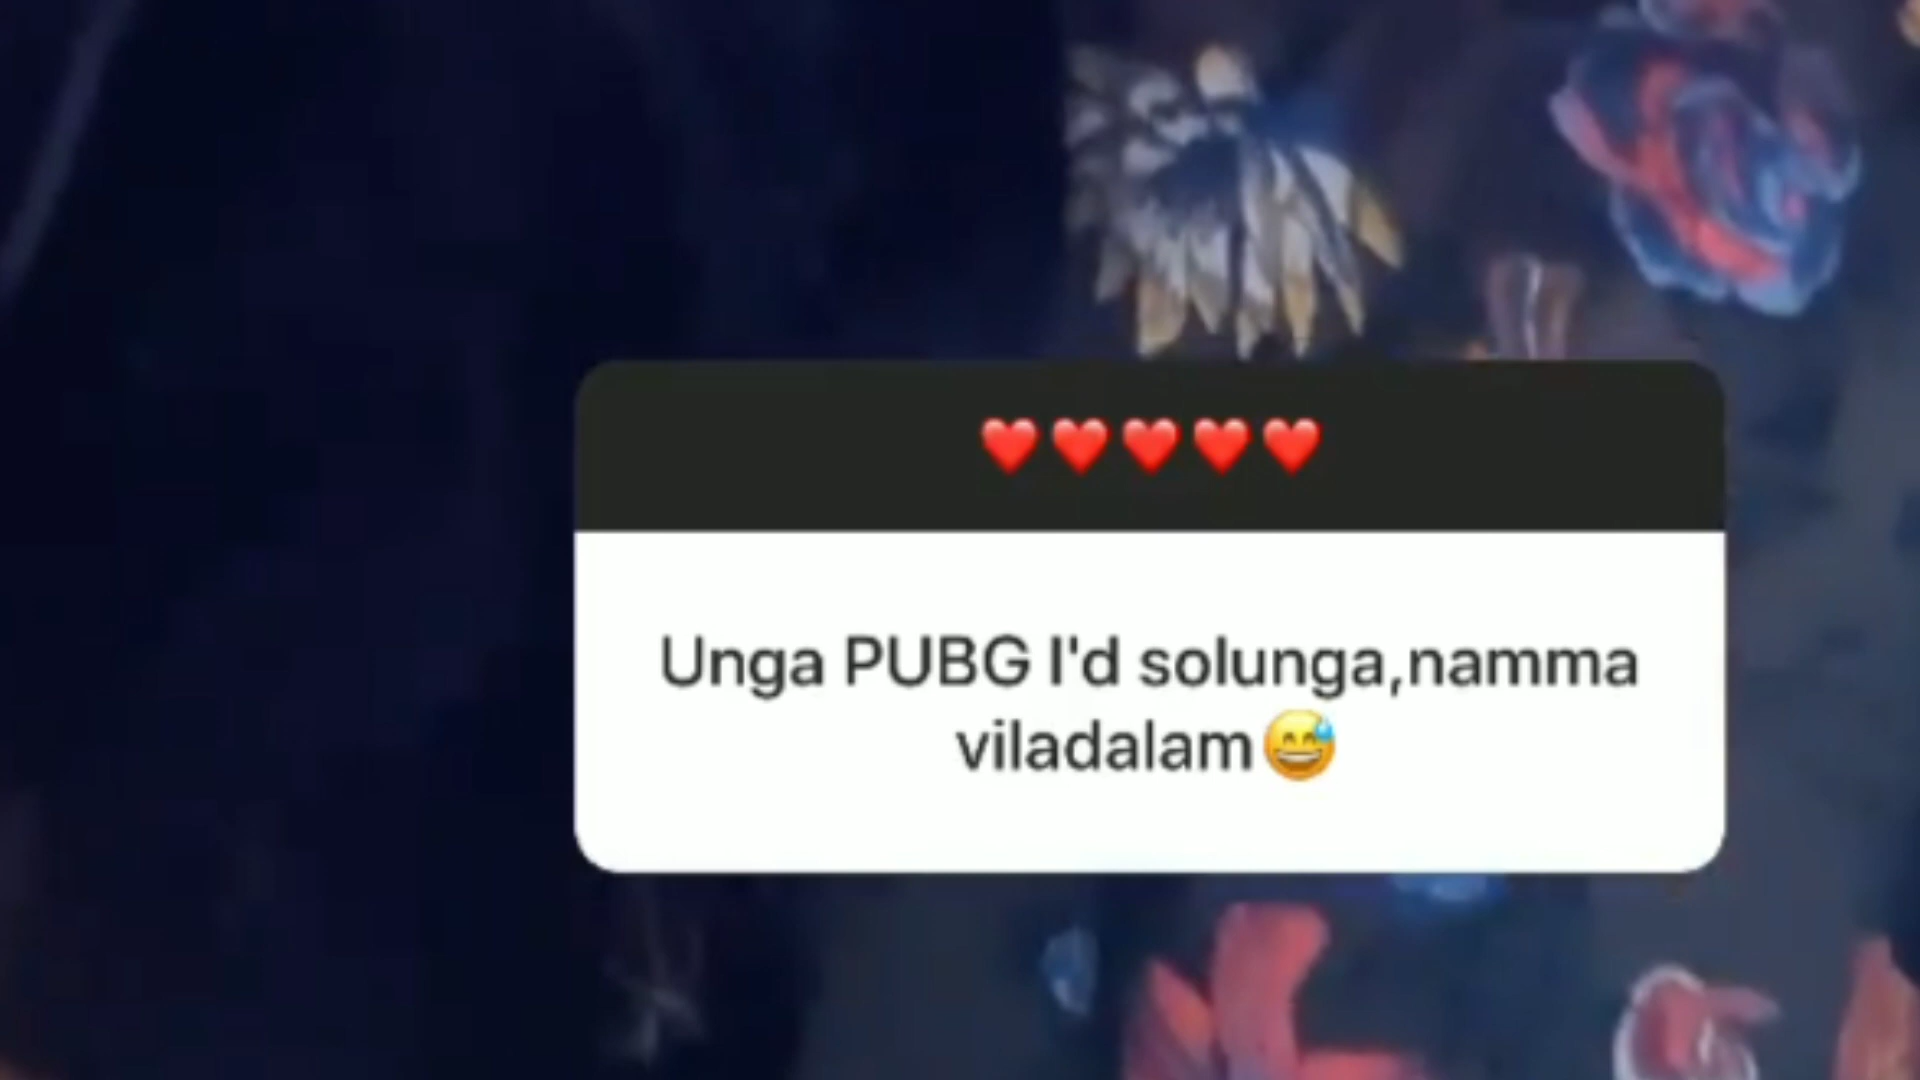 ❤️❤️❤️❤️❤️
Unga PUBG I'd solunga,namma
viladalam😅